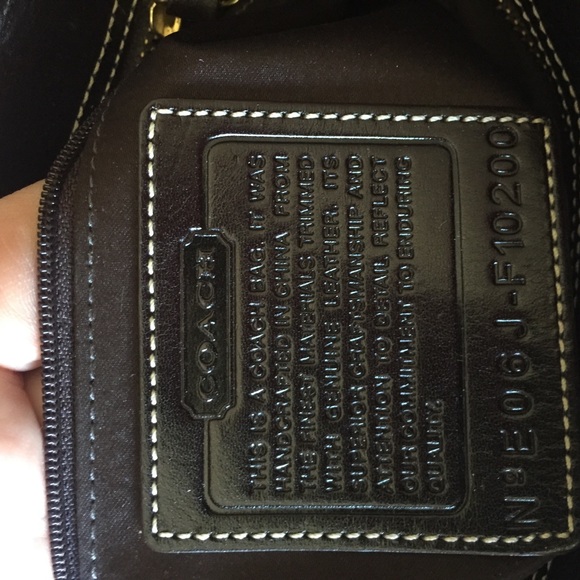 COACH
THIS IS A COACH BAG. IT WAS
HANDCRAFTED IN CHINA FROM
THE FINEST MATERIALS, TRIMMED
WITH GENUINE LEATHER. ITS
SUPERIOR CRAFTSMANSHIP AND
ATTENTION TO DETAIL REFLECT
OUR COMMITMENT TO ENDURING
QUALITY.
Nº E06J-F10200